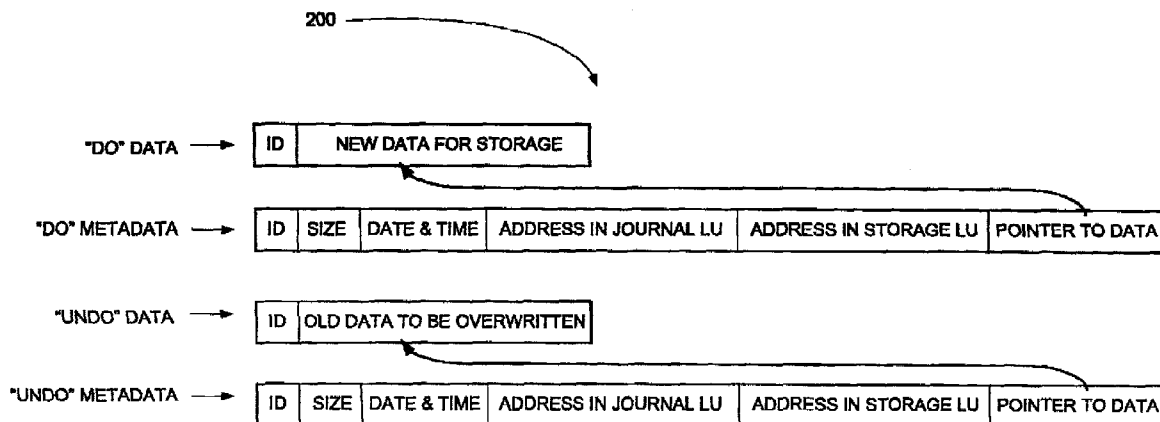 200
"DO" DATA ID NEW DATA FOR STORAGE
"DO" METADATA ID SIZE DATE & TIME ADDRESS IN JOURNAL LU ADDRESS IN STORAGE LU POINTER TO DATA
"UNDO" DATA ID OLD DATA TO BE OVERWRITTEN
"UNDO" METADATA ID SIZE DATE & TIME ADDRESS IN JOURNAL LU ADDRESS IN STORAGE LU POINTER TO DATA